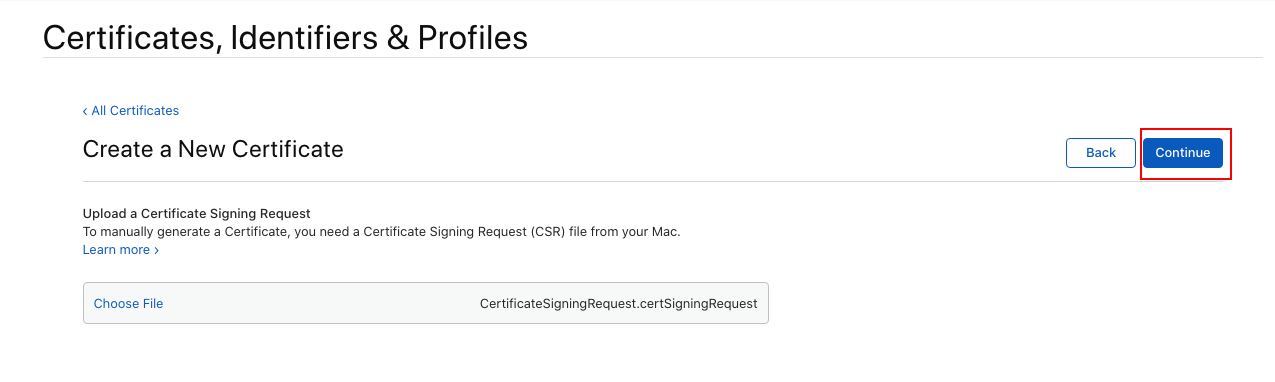 Certificates, Identifiers & Profiles
‹ All Certificates
Create a New Certificate
Back
Continue
Upload a Certificate Signing Request
To manually generate a Certificate, you need a Certificate Signing Request (CSR) file from your Mac.
Learn more ›
Choose File
CertificateSigningRequest.certSigningRequest